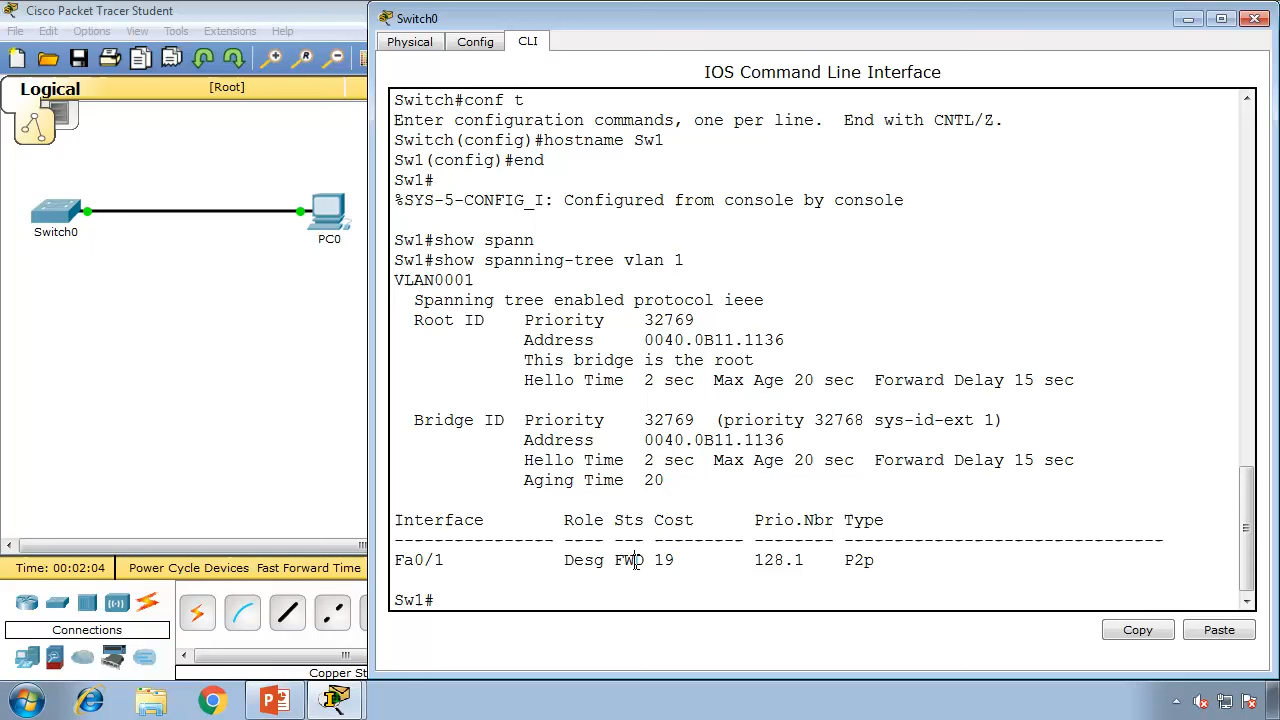 Cisco Packet Tracer Student
File Edit Options View Tools Extensions Help
Logical
[Root]
Switch0
PC0
Time: 00:02:04
Power Cycle Devices Fast Forward Time
Connections
Copper St
Switch0
Physical Config CLI
IOS Command Line Interface
Switch#conf t
Enter configuration commands, one per line.  End with CNTL/Z.
Switch(config)#hostname Sw1
Sw1(config)#end
Sw1#
%SYS-5-CONFIG_I: Configured from console by console
Sw1#show spann
Sw1#show spanning-tree vlan 1
VLAN0001
Spanning tree enabled protocol ieee
Root ID    Priority    32769
Address     0040.0B11.1136
This bridge is the root
Hello Time  2 sec  Max Age 20 sec  Forward Delay 15 sec
Bridge ID  Priority    32769  (priority 32768 sys-id-ext 1)
Address     0040.0B11.1136
Hello Time  2 sec  Max Age 20 sec  Forward Delay 15 sec
Aging Time  20
Interface        Role Sts Cost      Prio.Nbr Type
---------------- ---- --- --------- -------- --------------------------------
Fa0/1            Desg FWD 19        128.1    P2p
Sw1#
Copy Paste